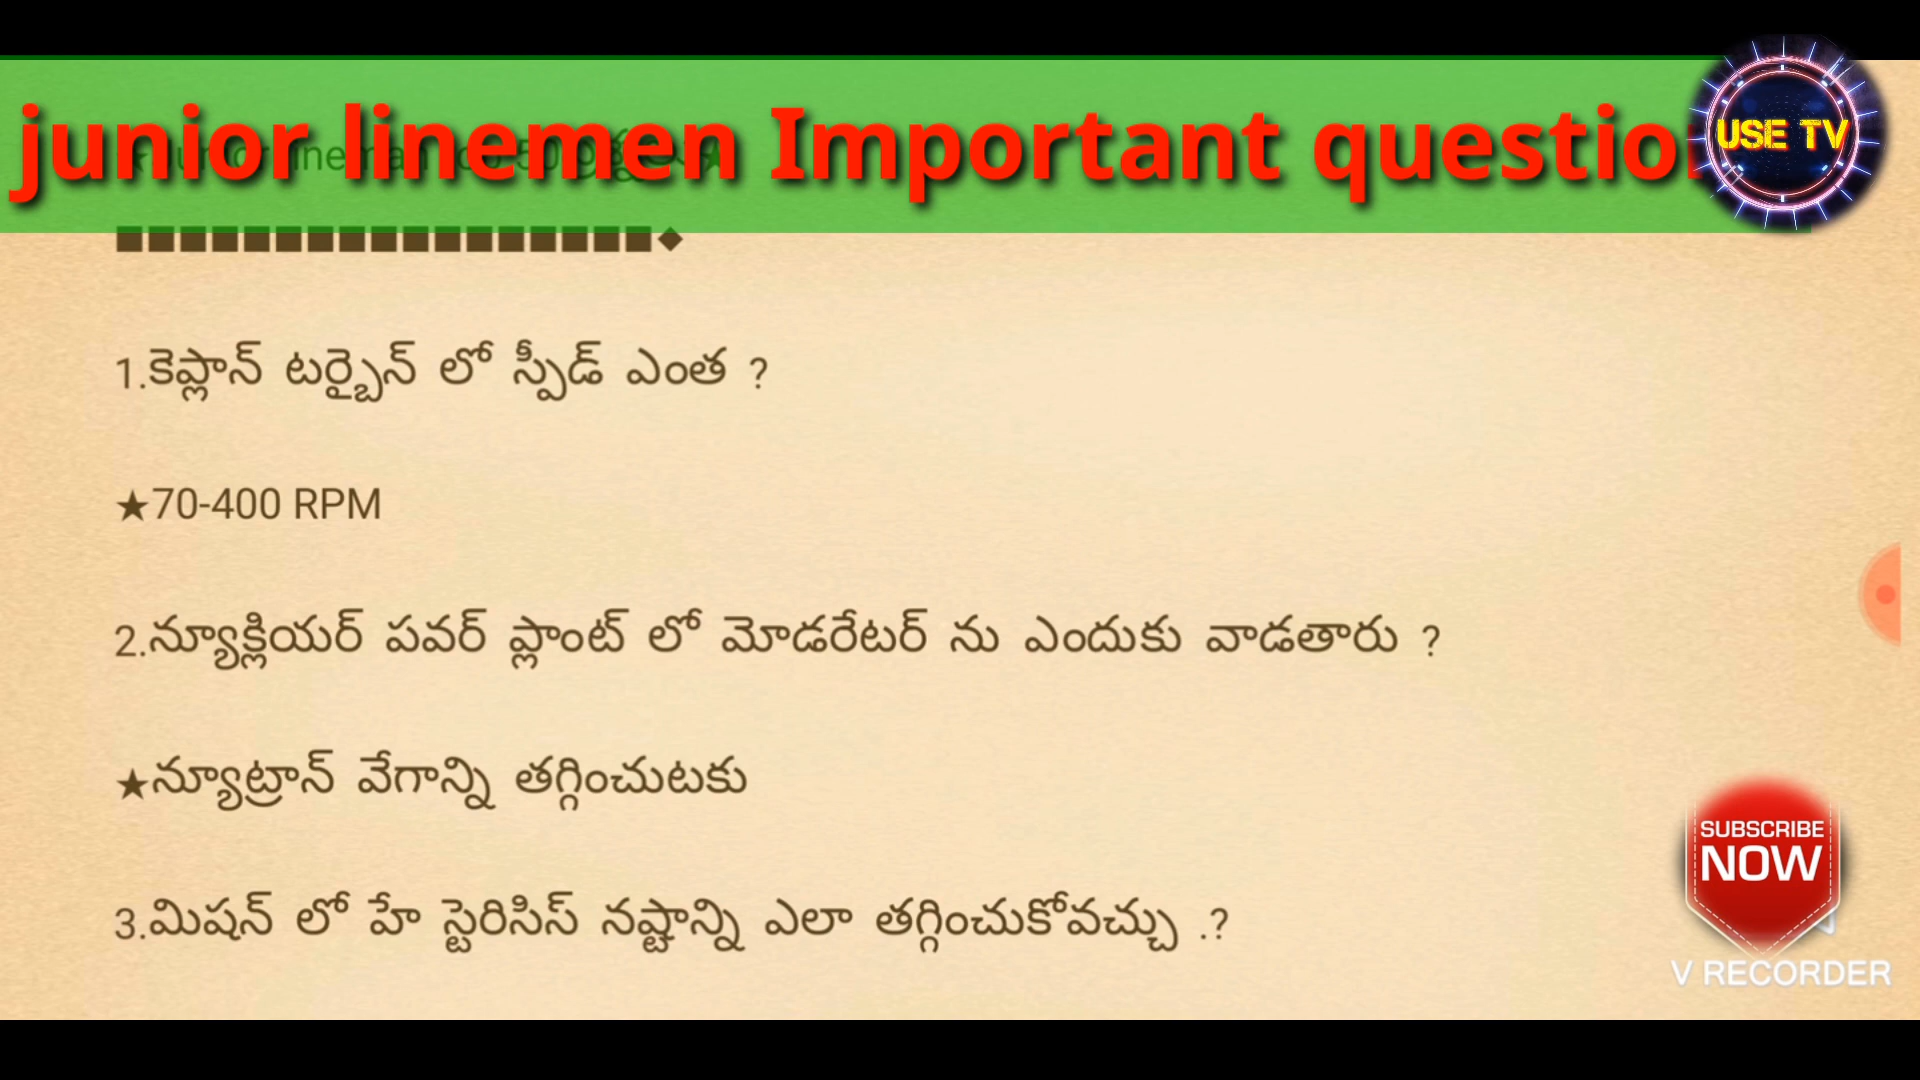 junior linemen Important questio
USE TV
1.కెప్లాన్ టర్బైన్ లో స్పీడ్ ఎంత ?
★70-400 RPM
2.న్యూక్లియర్ పవర్ ప్లాంట్ లో మోడరేటర్ ను ఎందుకు వాడతారు ?
★న్యూట్రాన్ వేగాన్ని తగ్గించుటకు
3.మిషన్ లో హే స్టెరిసిస్ నష్టాన్ని ఎలా తగ్గించుకోవచ్చు .?
SUBSCRIBE
NOW
V RECORDER